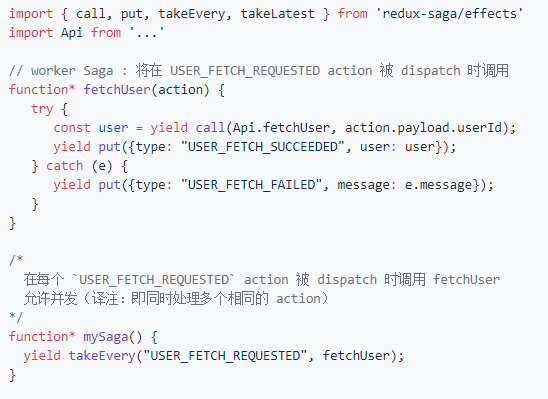 import { call, put, takeEvery, takeLatest } from 'redux-saga/effects'
import Api from '...'
// worker Saga : 将在 USER_FETCH_REQUESTED action 被 dispatch 时调用
function* fetchUser(action) {
   try {
      const user = yield call(Api.fetchUser, action.payload.userId);
      yield put({type: "USER_FETCH_SUCCEEDED", user: user});
   } catch (e) {
      yield put({type: "USER_FETCH_FAILED", message: e.message});
   }
}
/*
  在每个 `USER_FETCH_REQUESTED` action 被 dispatch 时调用 fetchUser
  允许并发（译注：即同时处理多个相同的 action）
*/
function* mySaga() {
  yield takeEvery("USER_FETCH_REQUESTED", fetchUser);
}